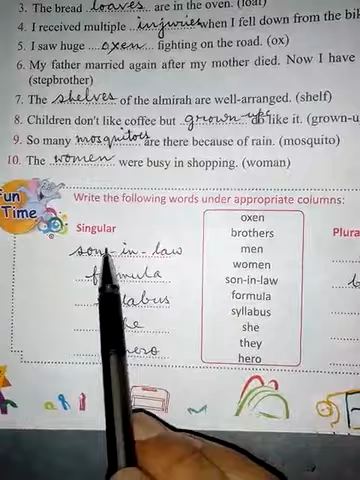 3. The bread loaves are in the oven. (loaf)
4. I received multiple injuries when I fell down from the
5. I saw huge oxen fighting on the road. (ox)
6. My father married again after my mother died. Now I have
(stepbrother)
7. The shelves of the almirah are well-arranged. (shelf)
8. Children don't like coffee but grown-ups do like it. (grown-
9. So many mosquitoes are there because of rain. (mosquito)
10. The women were busy in shopping. (woman)
Fun Time
Write the following words under appropriate columns:
Singular
son-in-law
formula
hero
oxen
brothers
men
women
son-in-law
formula
syllabus
she
they
hero